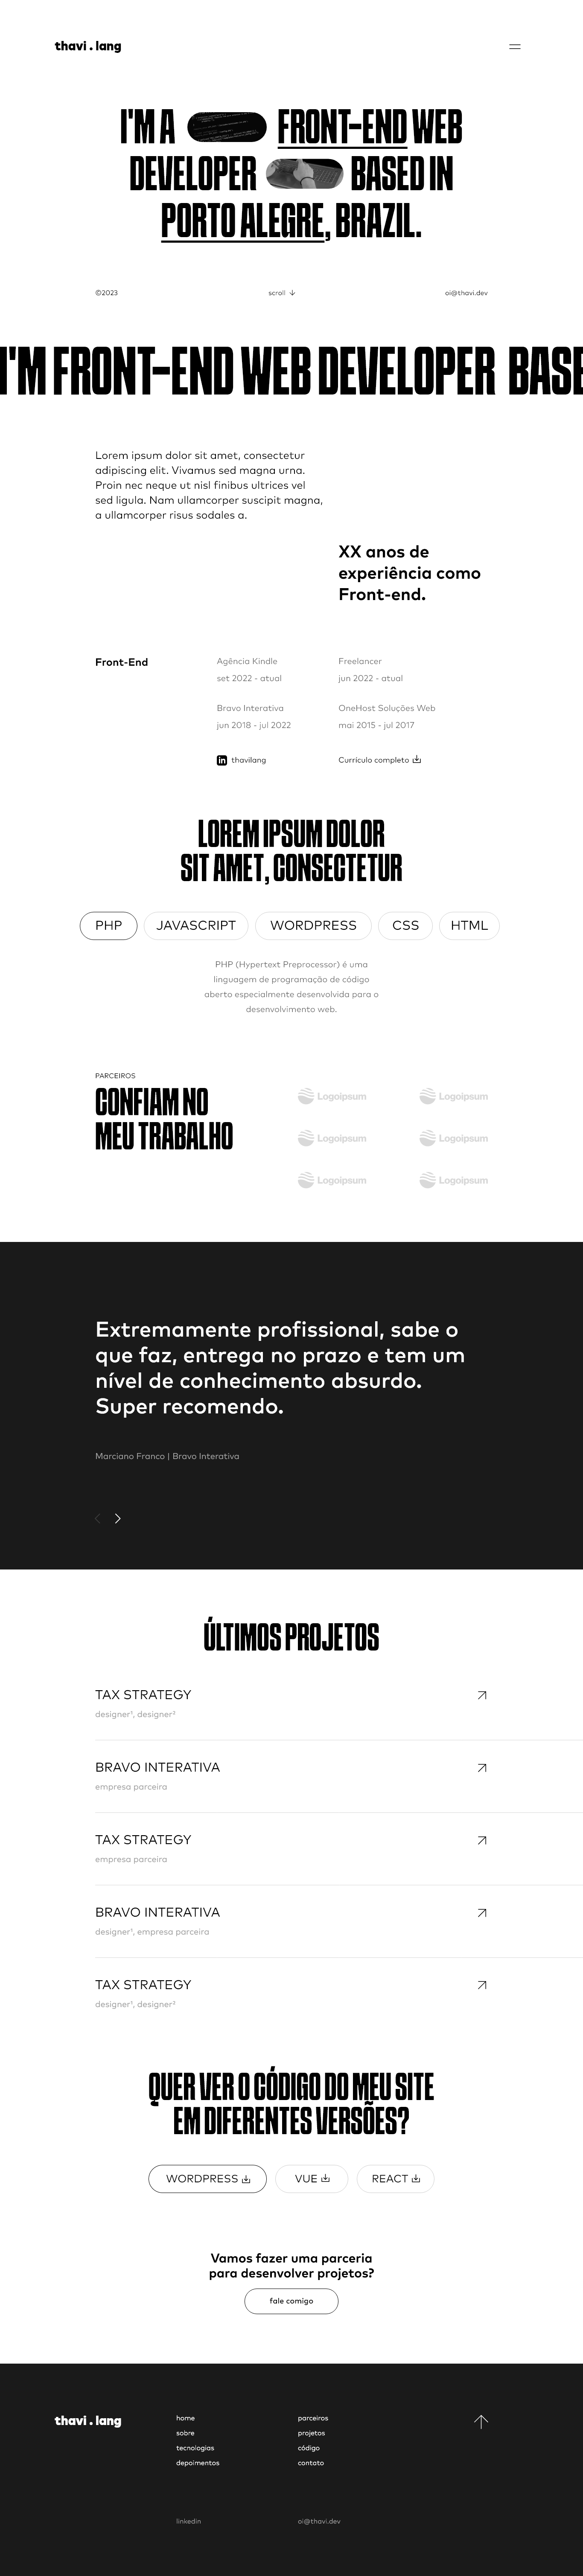 thavi . lang
I'M A FRONT-END WEB
DEVELOPER BASED IN
PORTO ALEGRE, BRAZIL.
©2023
scroll ↓
oi@thavi.dev
I'M FRONT-END WEB DEVELOPER BASE
Lorem ipsum dolor sit amet, consectetur
adipiscing elit. Vivamus sed magna urna.
Proin nec neque ut nisl finibus ultrices vel
sed ligula. Nam ullamcorper suscipit magna,
a ullamcorper risus sodales a.
XX anos de
experiência como
Front-end.
Front-End
Agência Kindle
set 2022 - atual
Freelancer
jun 2022 - atual
Bravo Interativa
jun 2018 - jul 2022
OneHost Soluções Web
mai 2015 - jul 2017
in thavilang
Currículo completo
LOREM IPSUM DOLOR
SIT AMET, CONSECTETUR
PHP
JAVASCRIPT
WORDPRESS
CSS
HTML
PHP (Hypertext Preprocessor) é uma
linguagem de programação de código
aberto especialmente desenvolvida para o
desenvolvimento web.
PARCEIROS
CONFIAM NO
MEU TRABALHO
Logoipsum
Logoipsum
Logoipsum
Logoipsum
Logoipsum
Logoipsum
Extremamente profissional, sabe o
que faz, entrega no prazo e tem um
nível de conhecimento absurdo.
Super recomendo.
Marciano Franco | Bravo Interativa
ÚLTIMOS PROJETOS
TAX STRATEGY
designer¹, designer²
BRAVO INTERATIVA
empresa parceira
TAX STRATEGY
empresa parceira
BRAVO INTERATIVA
designer¹, empresa parceira
TAX STRATEGY
designer¹, designer²
QUER VER O CÓDIGO DO MEU SITE
EM DIFERENTES VERSÕES?
WORDPRESS
VUE
REACT
Vamos fazer uma parceria
para desenvolver projetos?
fale comigo
thavi . lang
home
sobre
tecnologias
depoimentos
parceiros
projetos
código
contato
linkedin
oi@thavi.dev